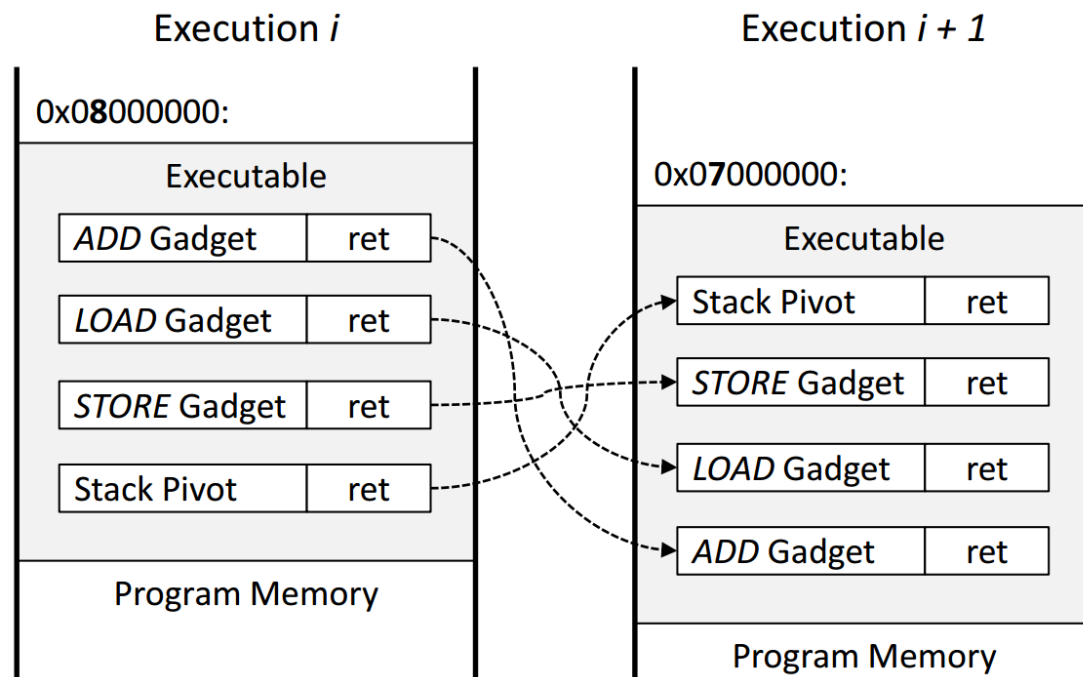 Execution i
0x08000000:
Executable
ADD Gadget ret
LOAD Gadget ret
STORE Gadget ret
Stack Pivot ret
Program Memory
Execution i + 1
0x07000000:
Executable
Stack Pivot ret
STORE Gadget ret
LOAD Gadget ret
ADD Gadget ret
Program Memory